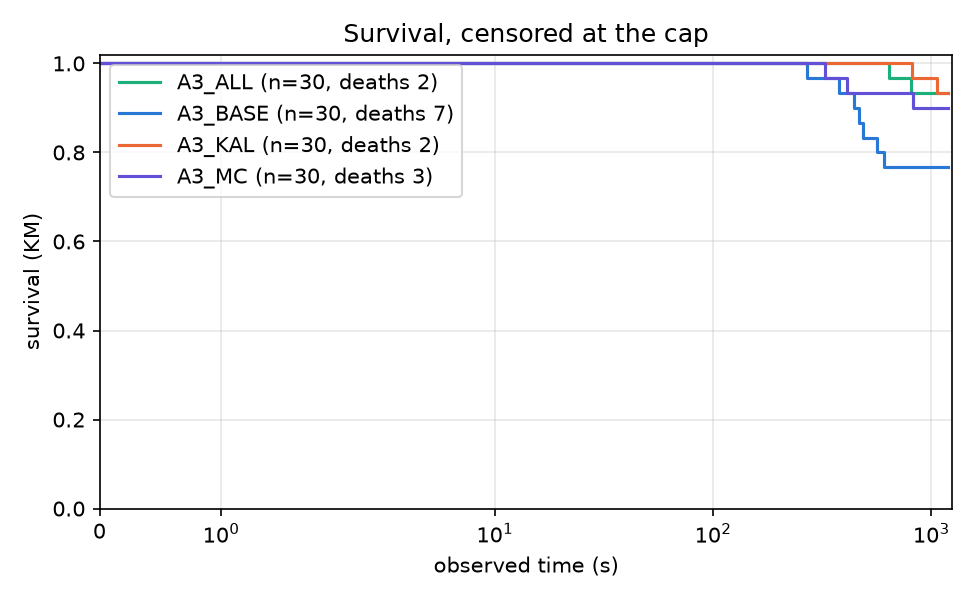 Survival, censored at the cap
A3_ALL (n=30, deaths 2)
A3_BASE (n=30, deaths 7)
A3_KAL (n=30, deaths 2)
A3_MC (n=30, deaths 3)
survival (KM)
1.0
0.8
0.6
0.4
0.2
0.0
0 10⁰ 10¹ 10² 10³
observed time (s)